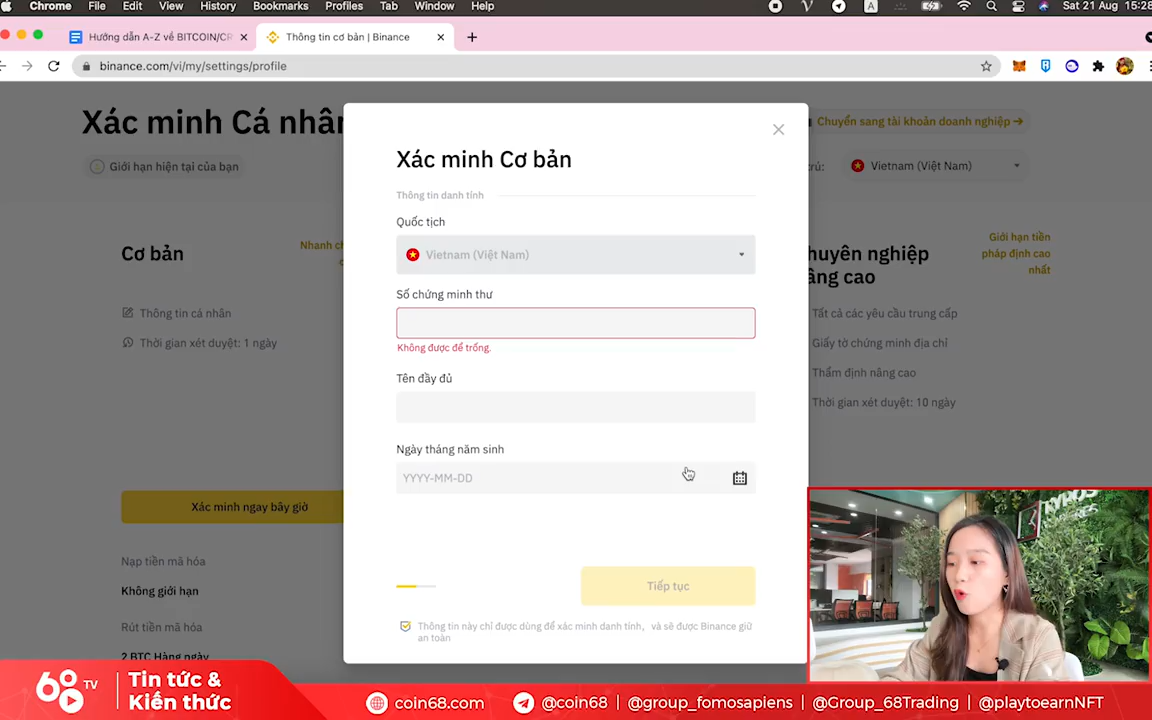 Chrome File Edit View History Bookmarks Profiles Tab Window Help A Sat 21 Aug 15:28
Hướng dẫn A-Z về BITCOIN/CR
Thông tin cơ bản | Binance
binance.com/vi/my/settings/profile
Xác minh Cá nhân
Chuyển sang tài khoản doanh nghiệp
Giới hạn hiện tại của bạn
trú:
Vietnam (Việt Nam)
Cơ bản
Nhanh ch
Xác minh Cơ bản
Thông tin danh tính
Quốc tịch
Vietnam (Việt Nam)
Số chứng minh thư
Không được để trống.
Tên đầy đủ
Ngày tháng năm sinh
YYYY-MM-DD
Tiếp tục
Thông tin này chỉ được dùng để xác minh danh tính, và sẽ được Binance giữ
an toàn
huyên nghiệp
âng cao
Giới hạn tiền
pháp định cao
nhất
Thông tin cá nhân
Thời gian xét duyệt: 1 ngày
Tất cả các yêu cầu trung cấp
Giấy tờ chứng minh địa chỉ
Thẩm định nâng cao
Thời gian xét duyệt: 10 ngày
Xác minh ngay bây giờ
Nạp tiền mã hóa
Không giới hạn
Rút tiền mã hóa
2 BTC Hàng ngày
68 TV
Tin tức &
Kiến thức
coin68.com
@coin68 | @group_fomosapiens | @Group_68Trading | @playtoearnNFT